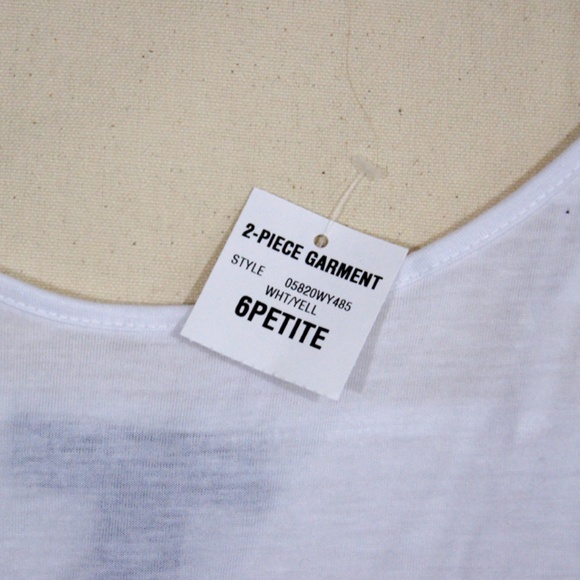 2-PIECE GARMENT
STYLE 05820WY485
WHT/YELL
6PETITE